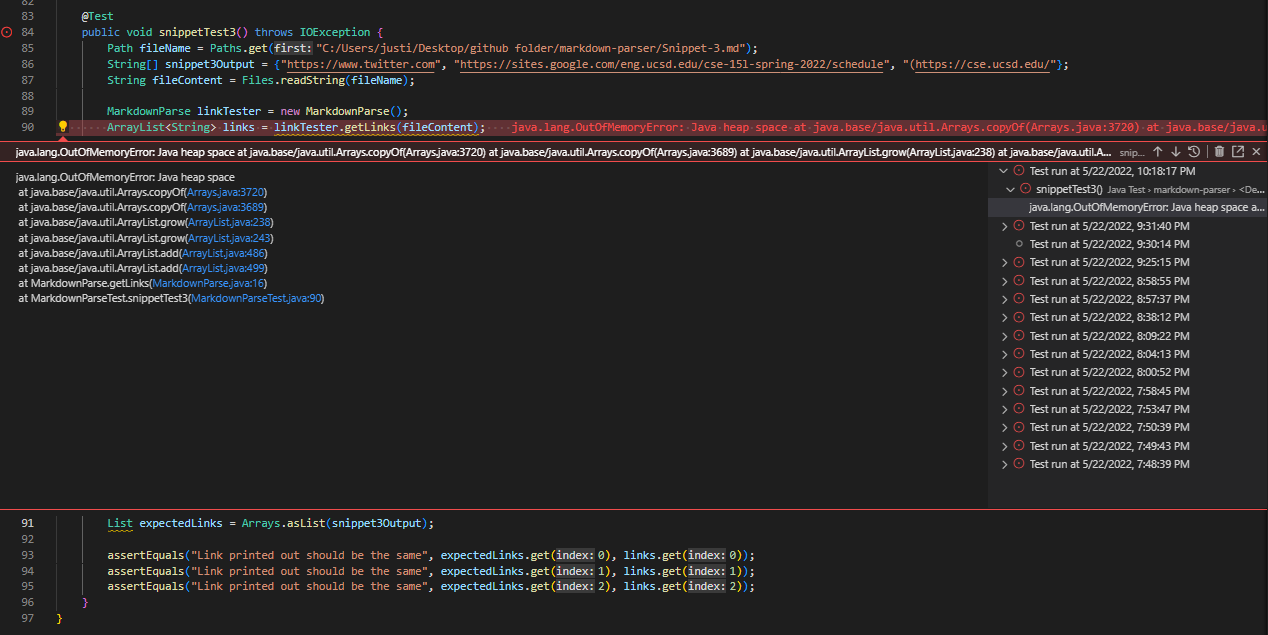 82
83 @Test
84 public void snippetTest3() throws IOException {
85 Path fileName = Paths.get(first: "C:/Users/justi/Desktop/github folder/markdown-parser/Snippet-3.md");
86 String[] snippet3Output = {"https://www.twitter.com", "https://sites.google.com/eng.ucsd.edu/cse-15l-spring-2022/schedule", "(https://cse.ucsd.edu/"};
87 String fileContent = Files.readString(fileName);
88
89 MarkdownParse linkTester = new MarkdownParse();
90 ArrayList<String> links = linkTester.getLinks(fileContent); java.lang.OutOfMemoryError: Java heap space at java.base/java.util.Arrays.copyOf(Arrays.java:3720) at java.base/java.u
java.lang.OutOfMemoryError: Java heap space at java.base/java.util.Arrays.copyOf(Arrays.java:3720) at java.base/java.util.Arrays.copyOf(Arrays.java:3689) at java.base/java.util.ArrayList.grow(ArrayList.java:238) at java.base/java.util.A... snip...
java.lang.OutOfMemoryError: Java heap space
at java.base/java.util.Arrays.copyOf(Arrays.java:3720)
at java.base/java.util.Arrays.copyOf(Arrays.java:3689)
at java.base/java.util.ArrayList.grow(ArrayList.java:238)
at java.base/java.util.ArrayList.grow(ArrayList.java:243)
at java.base/java.util.ArrayList.add(ArrayList.java:486)
at java.base/java.util.ArrayList.add(ArrayList.java:499)
at MarkdownParse.getLinks(MarkdownParse.java:16)
at MarkdownParseTest.snippetTest3(MarkdownParseTest.java:90)
Test run at 5/22/2022, 10:18:17 PM
snippetTest3() Java Test › markdown-parser › <De...
java.lang.OutOfMemoryError: Java heap space a...
Test run at 5/22/2022, 9:31:40 PM
Test run at 5/22/2022, 9:30:14 PM
Test run at 5/22/2022, 9:25:15 PM
Test run at 5/22/2022, 8:58:55 PM
Test run at 5/22/2022, 8:57:37 PM
Test run at 5/22/2022, 8:38:12 PM
Test run at 5/22/2022, 8:09:22 PM
Test run at 5/22/2022, 8:04:13 PM
Test run at 5/22/2022, 8:00:52 PM
Test run at 5/22/2022, 7:58:45 PM
Test run at 5/22/2022, 7:53:47 PM
Test run at 5/22/2022, 7:50:39 PM
Test run at 5/22/2022, 7:49:43 PM
Test run at 5/22/2022, 7:48:39 PM
91 List expectedLinks = Arrays.asList(snippet3Output);
92
93 assertEquals("Link printed out should be the same", expectedLinks.get(index: 0), links.get(index: 0));
94 assertEquals("Link printed out should be the same", expectedLinks.get(index: 1), links.get(index: 1));
95 assertEquals("Link printed out should be the same", expectedLinks.get(index: 2), links.get(index: 2));
96 }
97 }